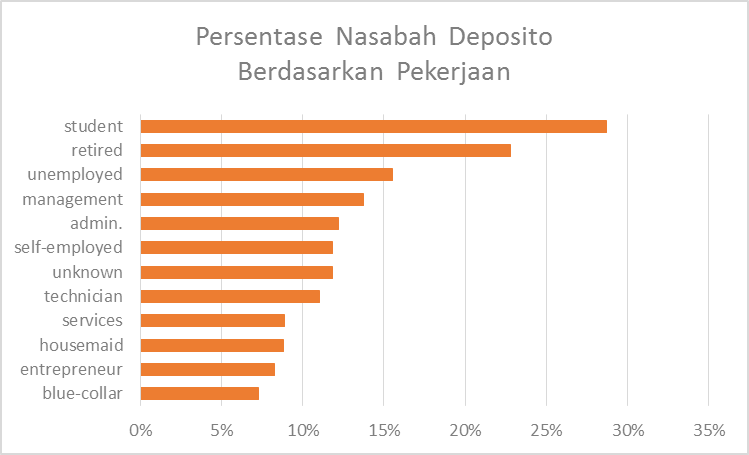 Persentase Nasabah Deposito
Berdasarkan Pekerjaan
student
retired
unemployed
management
admin.
self-employed
unknown
technician
services
housemaid
entrepreneur
blue-collar
0% 5% 10% 15% 20% 25% 30% 35%